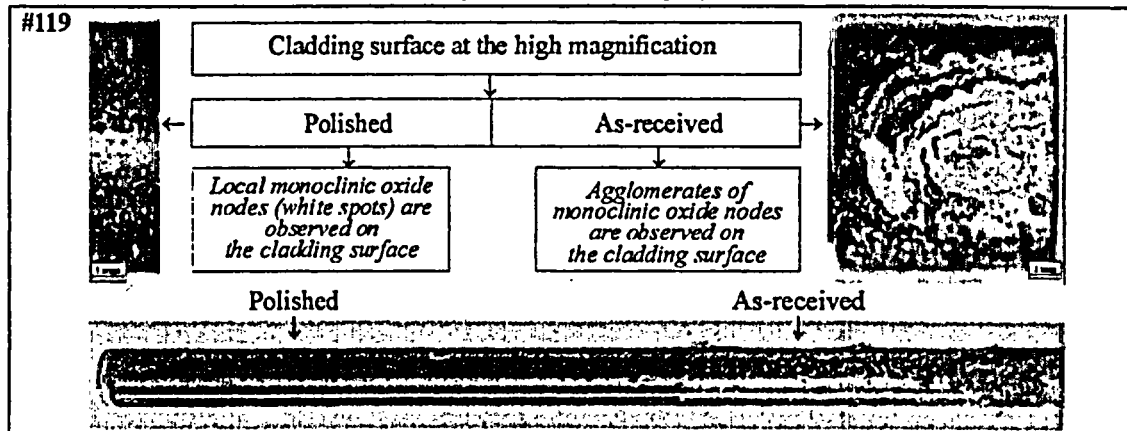 #119
Cladding surface at the high magnification
Polished
As-received
Local monoclinic oxide
nodes (white spots) are
observed on
the cladding surface
Agglomerates of
monoclinic oxide nodes
are observed on
the cladding surface
Polished
As-received